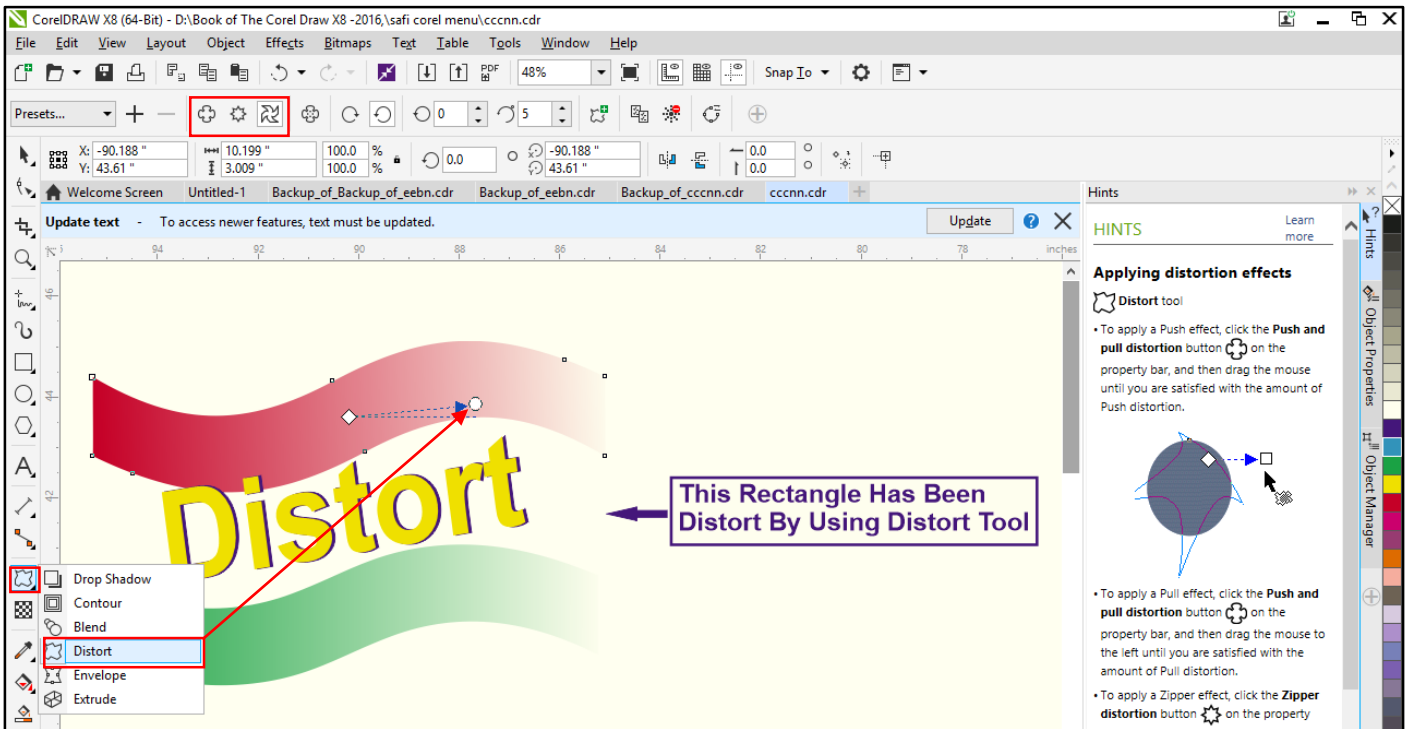 CorelDRAW X8 (64-Bit) - D:\Book of The Corel Draw X8 -2016,\safi corel menu\cccnn.cdr
File Edit View Layout Object Effects Bitmaps Text Table Tools Window Help
PDF 48% Snap To
Presets... 0 5
X: -90.188 " 10.199 " 100.0 % 0.0 -90.188 " 0.0
Y: 43.61 " 3.009 " 100.0 % 43.61 " 0.0
Welcome Screen Untitled-1 Backup_of_Backup_of_eebn.cdr Backup_of_eebn.cdr Backup_of_cccnn.cdr cccnn.cdr
Update text - To access newer features, text must be updated. Update
94 92 90 88 86 84 82 80 78 inches
46
44
42
Distort
This Rectangle Has Been
Distort By Using Distort Tool
Drop Shadow
Contour
Blend
Distort
Envelope
Extrude
Hints
HINTS
Learn
more
Applying distortion effects
Distort tool
• To apply a Push effect, click the Push and
pull distortion button on the
property bar, and then drag the mouse
until you are satisfied with the amount of
Push distortion.
• To apply a Pull effect, click the Push and
pull distortion button on the
property bar, and then drag the mouse to
the left until you are satisfied with the
amount of Pull distortion.
• To apply a Zipper effect, click the Zipper
distortion button on the property
Hints
Object Properties
Object Manager